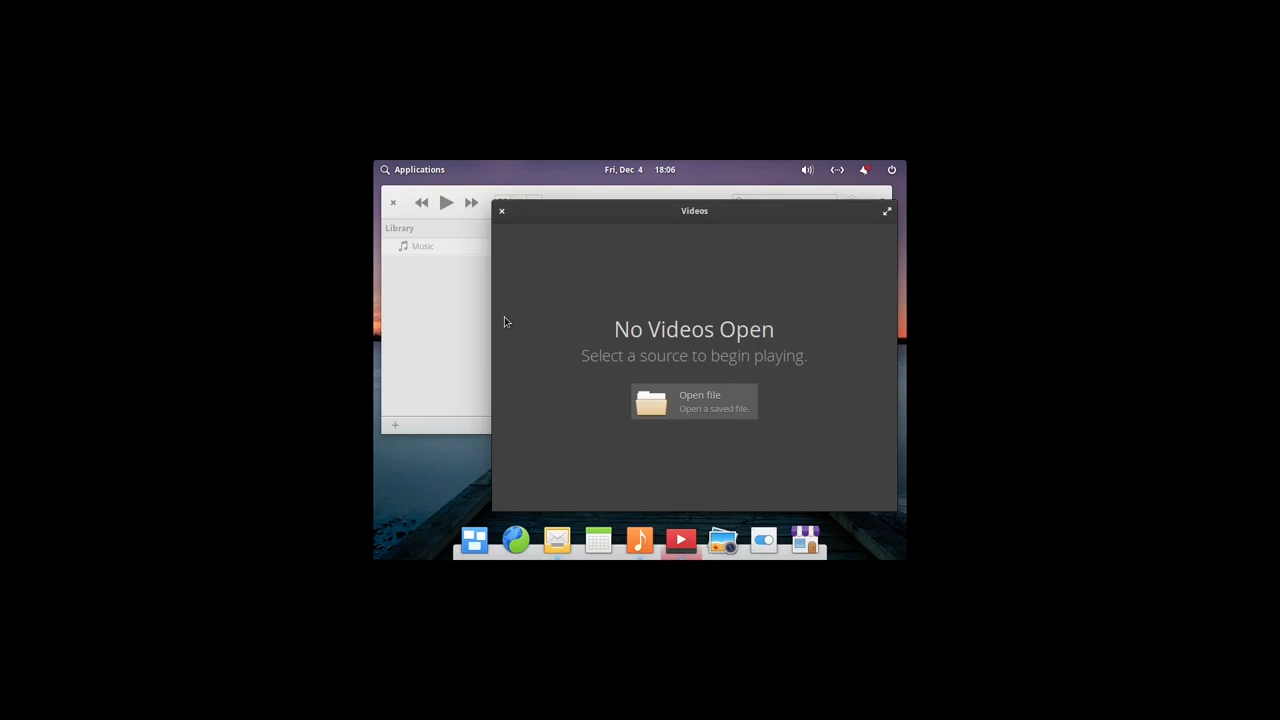 Applications
Fri, Dec 4 18:06
Videos
Library
Music
No Videos Open
Select a source to begin playing.
Open file
Open a saved file.